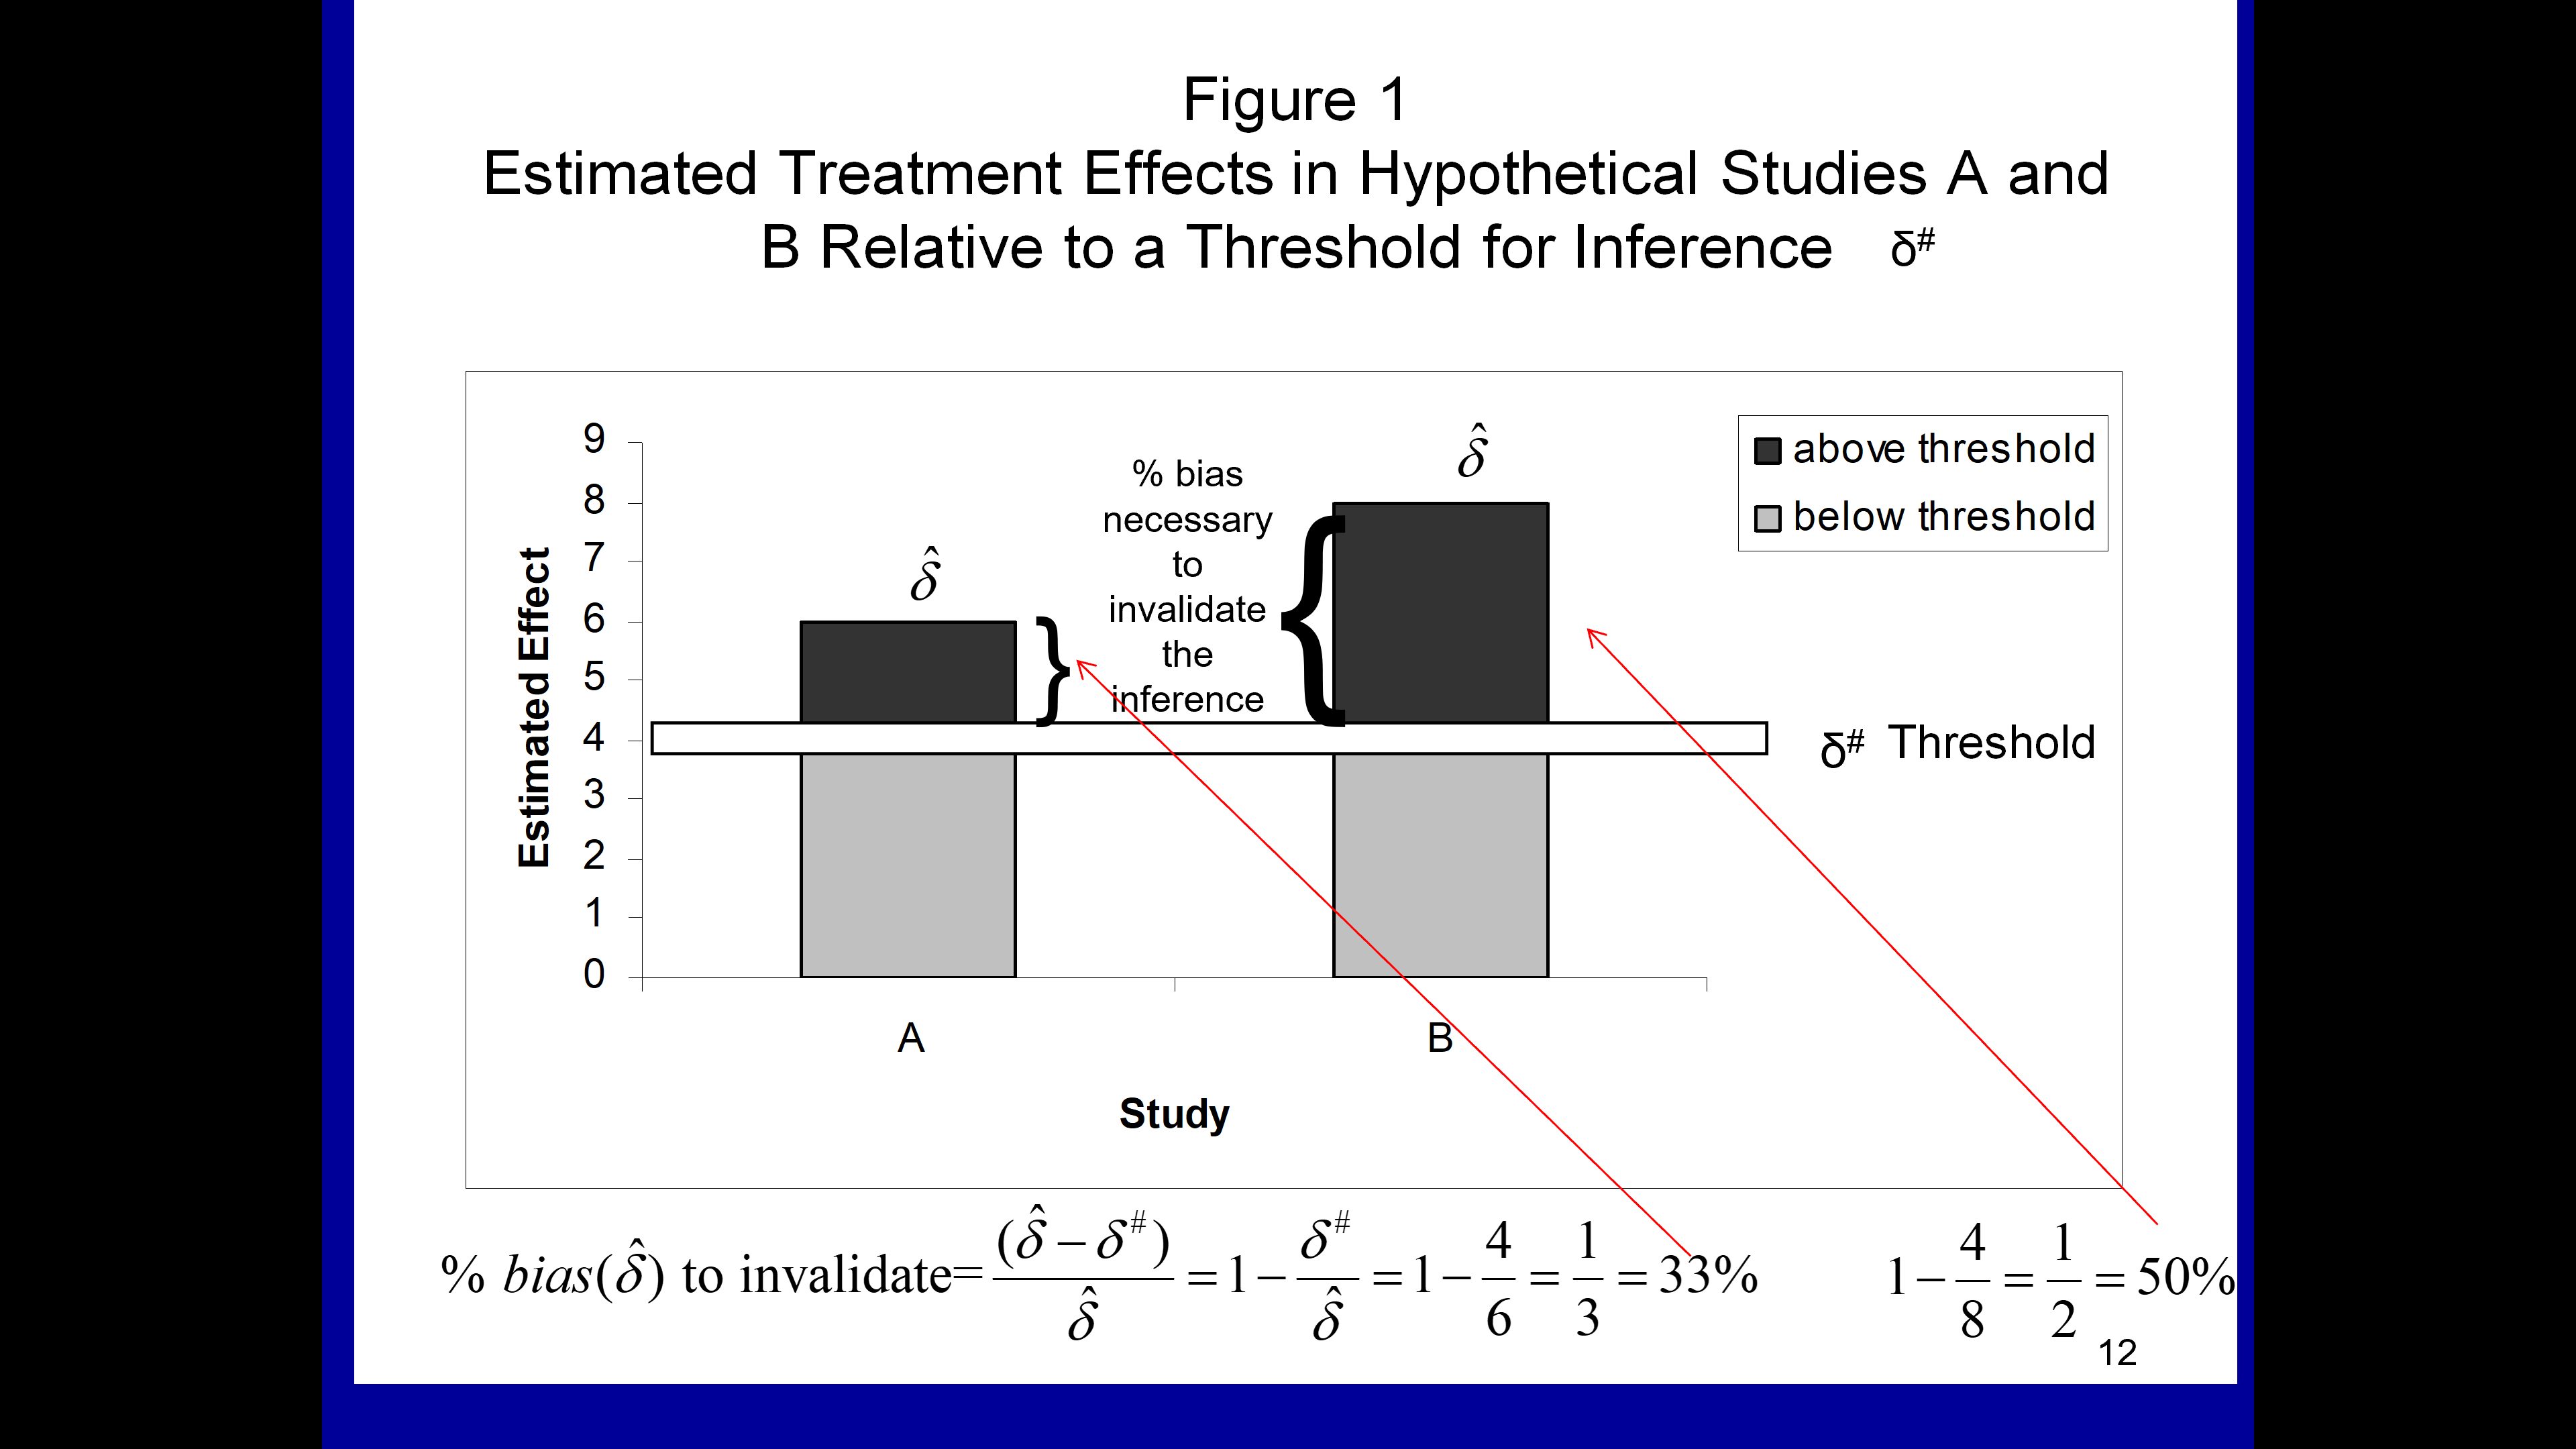 Figure 1
Estimated Treatment Effects in Hypothetical Studies A and
B Relative to a Threshold for Inference δ#
9
8
7
6
5
4
3
2
1
0
Estimated Effect
δ̂
% bias
necessary
to
invalidate
the
inference
}
{
δ̂
above threshold
below threshold
δ# Threshold
A
B
Study
% bias(δ̂) to invalidate= (δ̂ − δ#) / δ̂ = 1 − δ# / δ̂ = 1 − 4/6 = 1/3 = 33%
1 − 4/8 = 1/2 = 50%
12